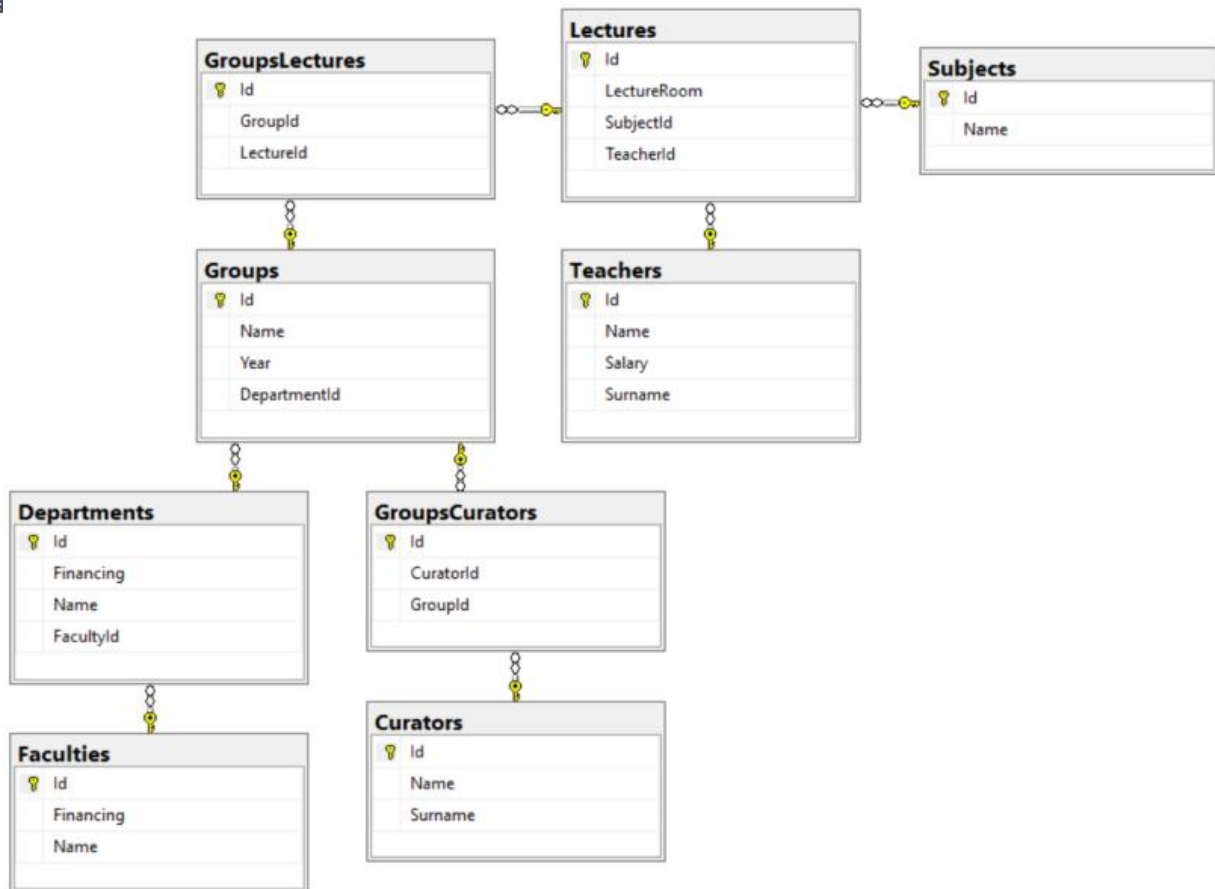 GroupsLectures
Id
GroupId
LectureId
Lectures
Id
LectureRoom
SubjectId
TeacherId
Subjects
Id
Name
Groups
Id
Name
Year
DepartmentId
Teachers
Id
Name
Salary
Surname
Departments
Id
Financing
Name
FacultyId
GroupsCurators
Id
CuratorId
GroupId
Faculties
Id
Financing
Name
Curators
Id
Name
Surname